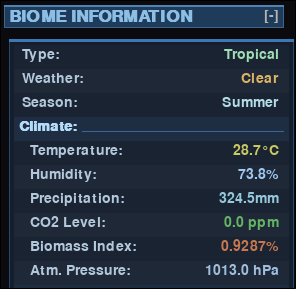 BIOME INFORMATION [-]
Type: Tropical
Weather: Clear
Season: Summer
Climate:
Temperature: 28.7°C
Humidity: 73.8%
Precipitation: 324.5mm
CO2 Level: 0.0 ppm
Biomass Index: 0.9287%
Atm. Pressure: 1013.0 hPa